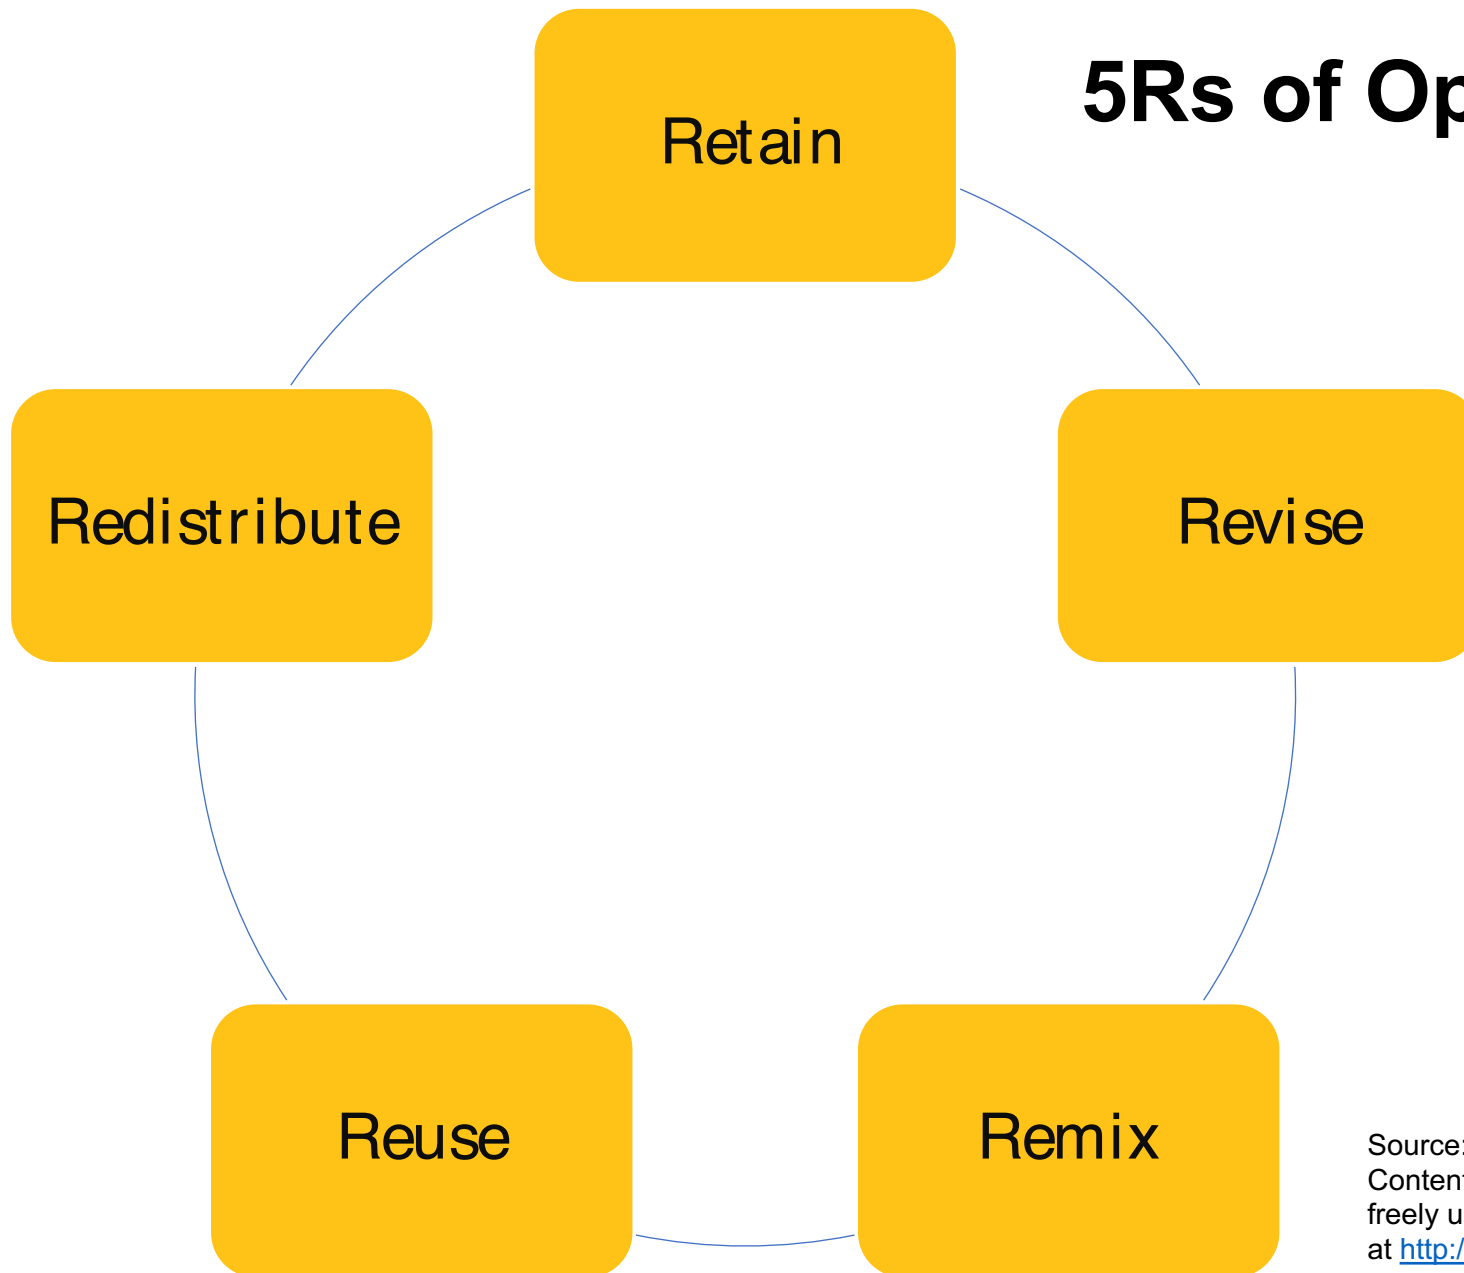 5Rs of Op
Retain
Redistribute
Revise
Reuse
Remix
Source:
Content
freely u
at http:/